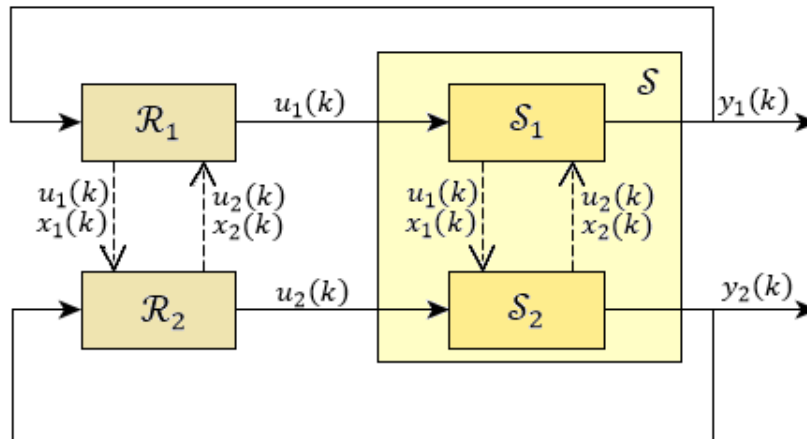 𝒮
ℛ₁
u₁(k)
𝒮₁
y₁(k)
u₁(k)
x₁(k)
u₂(k)
x₂(k)
u₁(k)
x₁(k)
u₂(k)
x₂(k)
ℛ₂
u₂(k)
𝒮₂
y₂(k)